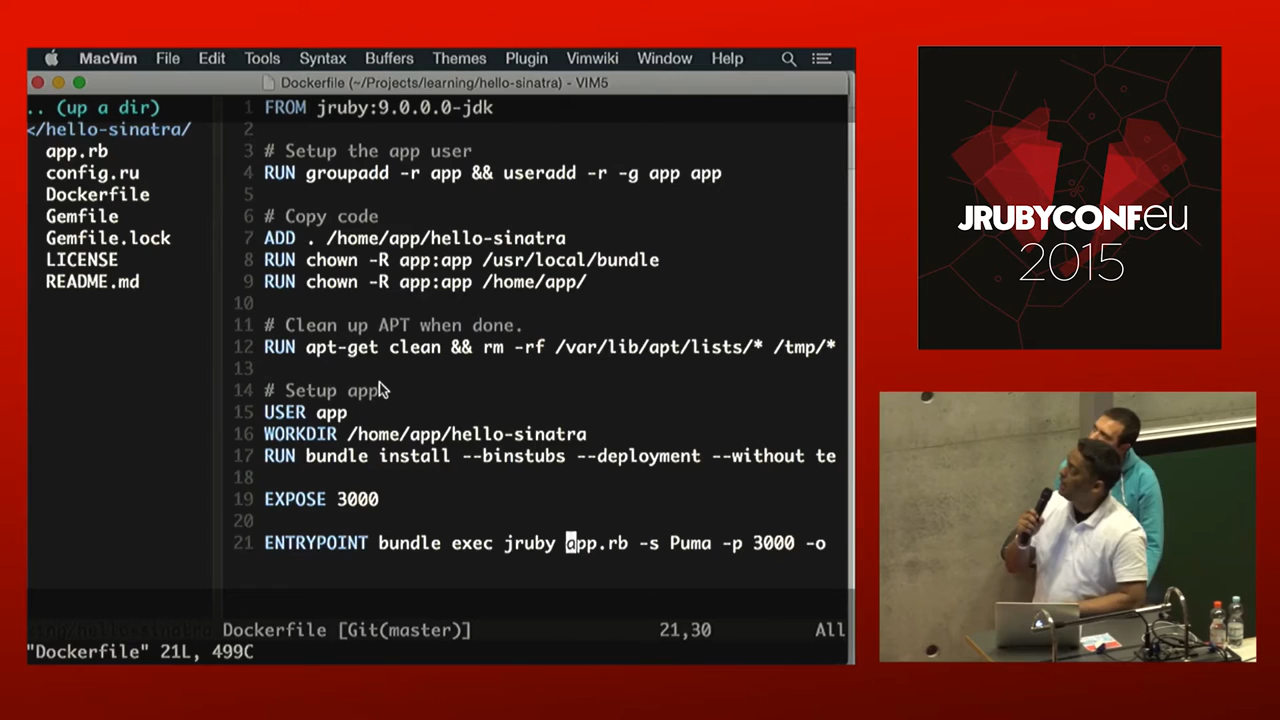 MacVim File Edit Tools Syntax Buffers Themes Plugin Vimwiki Window Help
Dockerfile (~/Projects/learning/hello-sinatra) - VIM5
.. (up a dir)
</hello-sinatra/
app.rb
config.ru
Dockerfile
Gemfile
Gemfile.lock
LICENSE
README.md
1 FROM jruby:9.0.0.0-jdk
2
3 # Setup the app user
4 RUN groupadd -r app && useradd -r -g app app
5
6 # Copy code
7 ADD . /home/app/hello-sinatra
8 RUN chown -R app:app /usr/local/bundle
9 RUN chown -R app:app /home/app/
10
11 # Clean up APT when done.
12 RUN apt-get clean && rm -rf /var/lib/apt/lists/* /tmp/*
13
14 # Setup app
15 USER app
16 WORKDIR /home/app/hello-sinatra
17 RUN bundle install --binstubs --deployment --without te
18
19 EXPOSE 3000
20
21 ENTRYPOINT bundle exec jruby app.rb -s Puma -p 3000 -o
Dockerfile [Git(master)] 21,30 All
"Dockerfile" 21L, 499C
JRUBYCONF.eu
2015